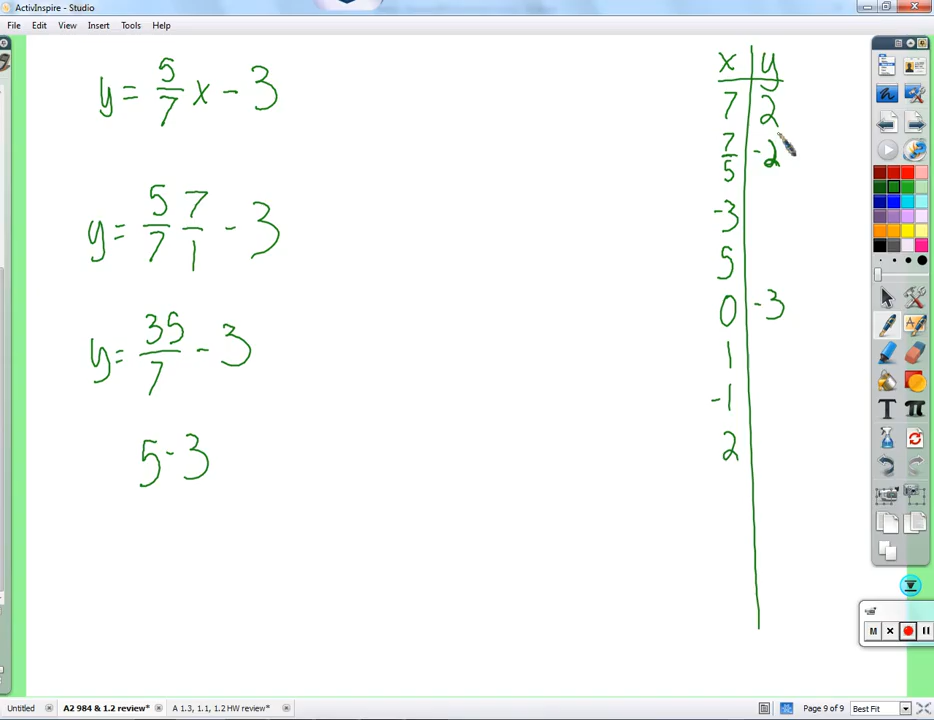 ActivInspire - Studio
File Edit View Insert Tools Help
y = 5/7 x - 3
y = 5/7 7/1 - 3
y = 35/7 - 3
5 - 3
x y
7 2
7/5 -2
-3
5
0 -3
1
-1
2
T π
M
Untitled A2 984 & 1.2 review* A 1.3, 1.1, 1.2 HW review* Page 9 of 9 Best Fit